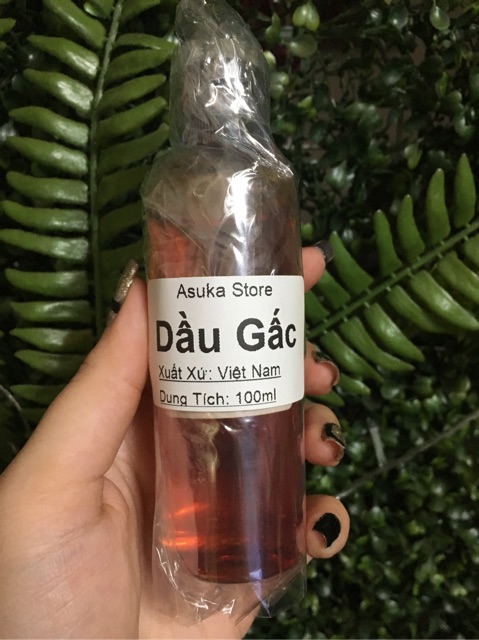 Asuka Store
Dầu Gấc
Xuất Xứ: Việt Nam
Dung Tích: 100ml